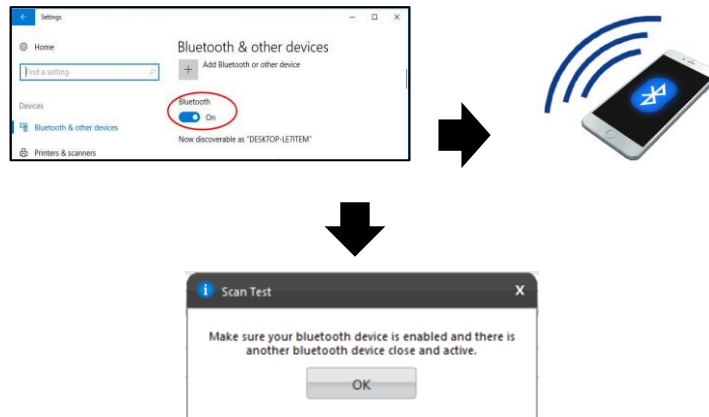 Settings
Home
Bluetooth & other devices
Add Bluetooth or other device
Find a setting
Bluetooth
On
Devices
Bluetooth & other devices
Now discoverable as "DESKTOP-LE7ITEM"
Printers & scanners
Scan Test
X
Make sure your bluetooth device is enabled and there is
another bluetooth device close and active.
OK